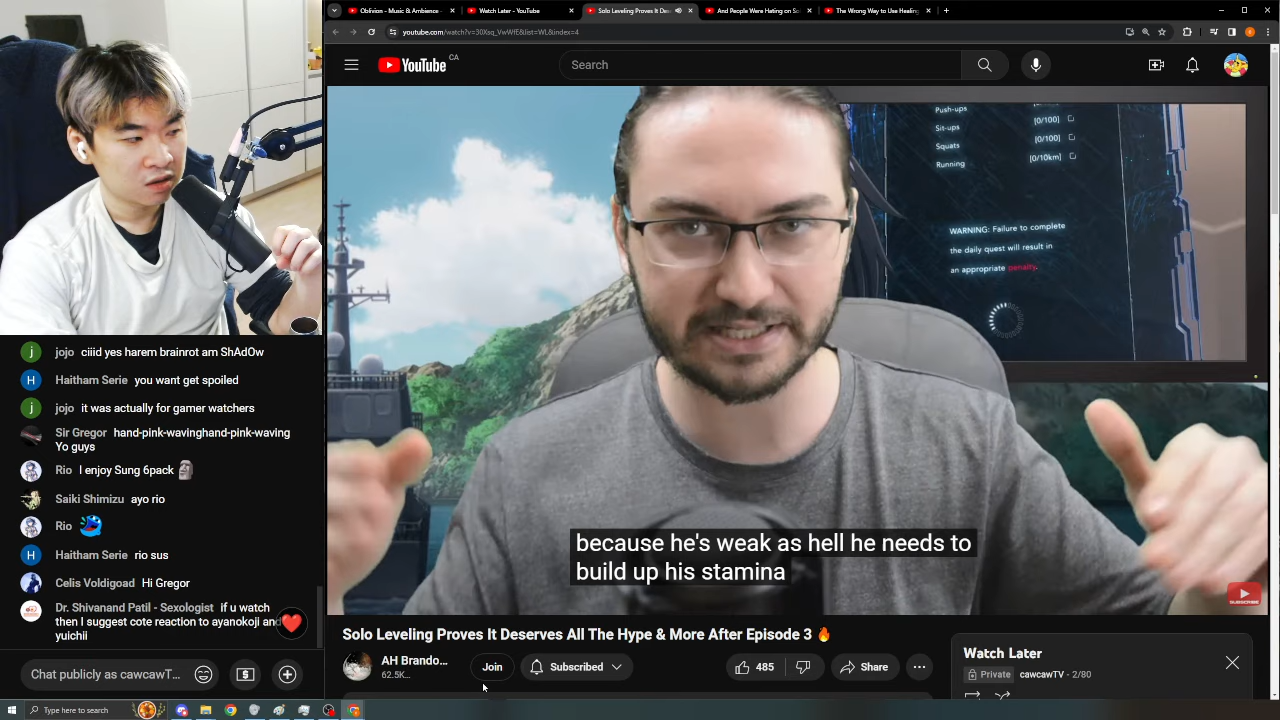 Oblivion - Music & Ambience -
Watch Later - YouTube
Solo Leveling Proves It Des
And People Were Hating on So
The Wrong Way to Use Healing
youtube.com/watch?v=30Xsq_VwWfE&list=WL&index=4
YouTube CA
Search
Push-ups
Sit-ups [0/100]
Squats [0/100]
Running [0/10km]
WARNING: Failure to complete
the daily quest will result in
an appropriate penalty.
because he's weak as hell he needs to
build up his stamina
SUBSCRIBE
jojo ciiid yes harem brainrot am ShAdOw
Haitham Serie you want get spoiled
jojo it was actually for gamer watchers
Sir Gregor hand-pink-wavinghand-pink-waving
Yo guys
Rio I enjoy Sung 6pack
Saiki Shimizu ayo rio
Rio
Haitham Serie rio sus
Celis Voldigoad Hi Gregor
Dr. Shivanand Patil - Sexologist if u watch
then I suggest cote reaction to ayanokoji and
yuichii
Chat publicly as cawcawT...
Solo Leveling Proves It Deserves All The Hype & More After Episode 3 🔥
AH Brando...
62.5K...
Join
Subscribed
485
Share
Watch Later
Private cawcawTV - 2/80
Type here to search